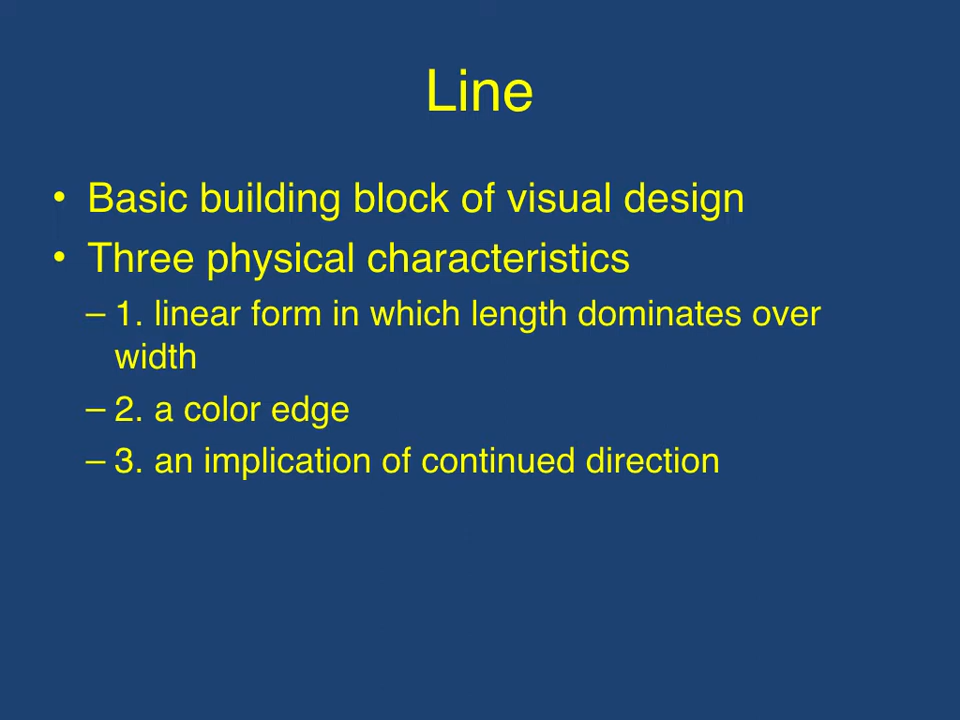 Line
• Basic building block of visual design
• Three physical characteristics
– 1. linear form in which length dominates over
width
– 2. a color edge
– 3. an implication of continued direction